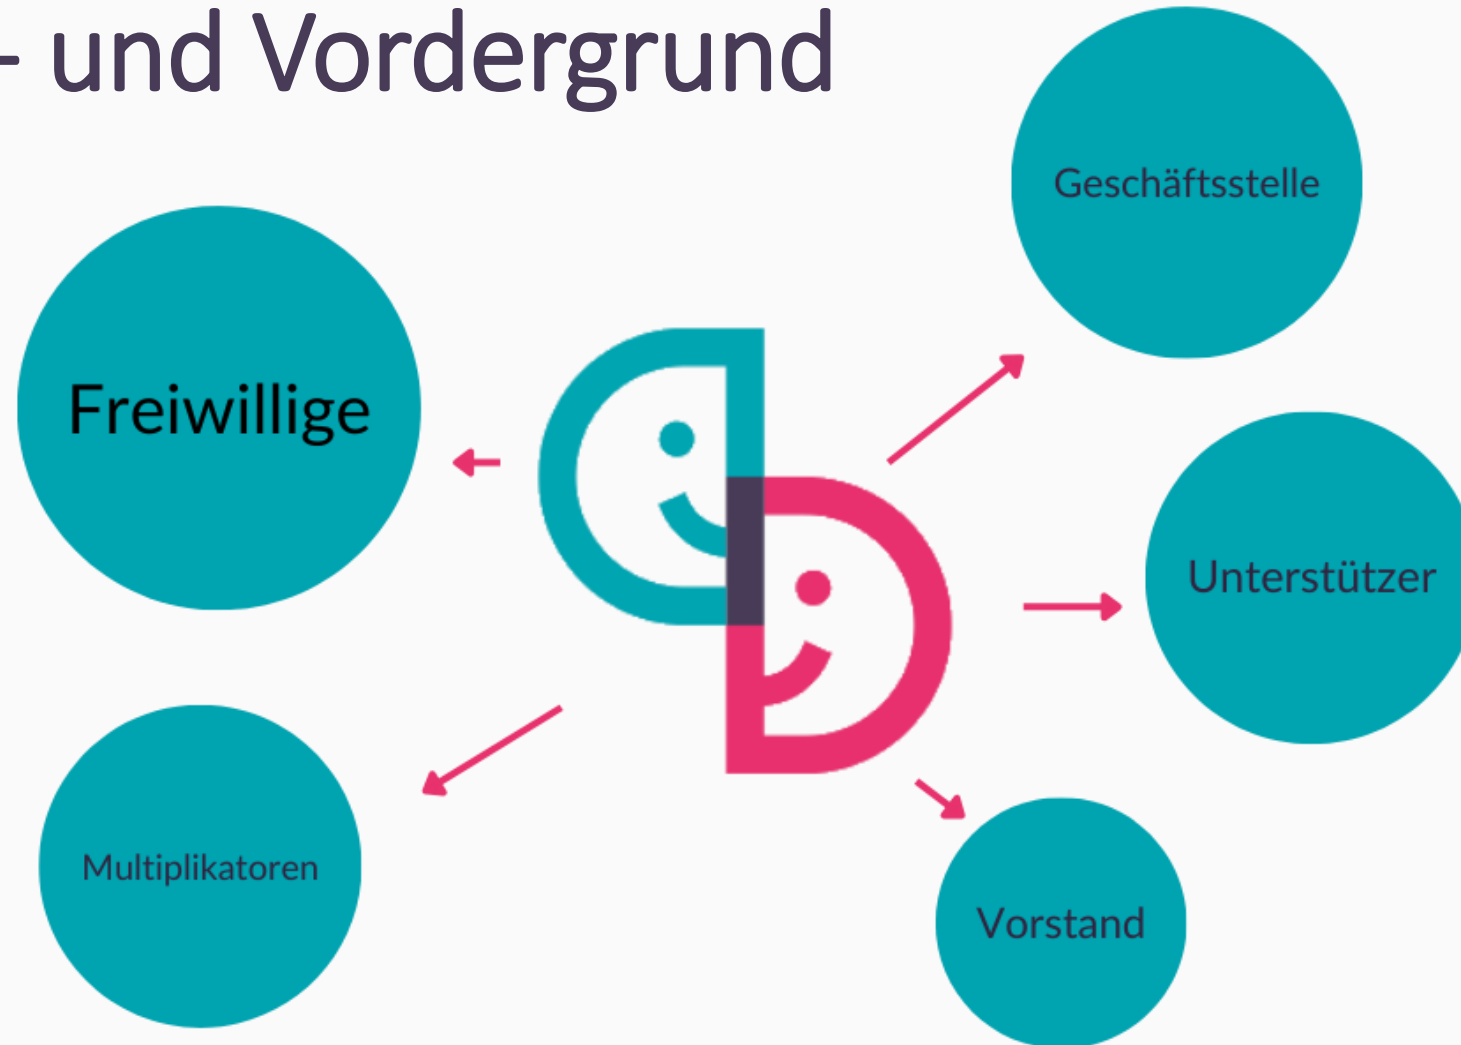 - und Vordergrund
Geschäftsstelle
Freiwillige
Unterstützer
Multiplikatoren
Vorstand